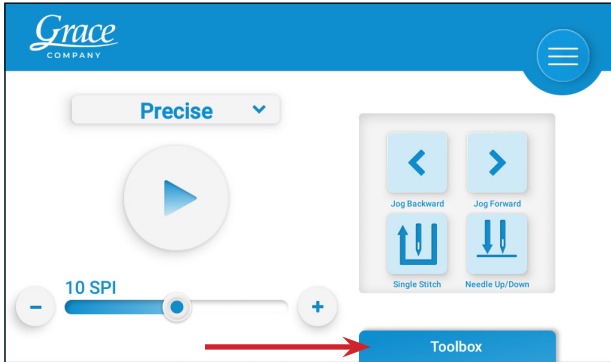 Grace
COMPANY
Precise
Jog Backward
Jog Forward
Single Stitch
Needle Up/Down
10 SPI
Toolbox